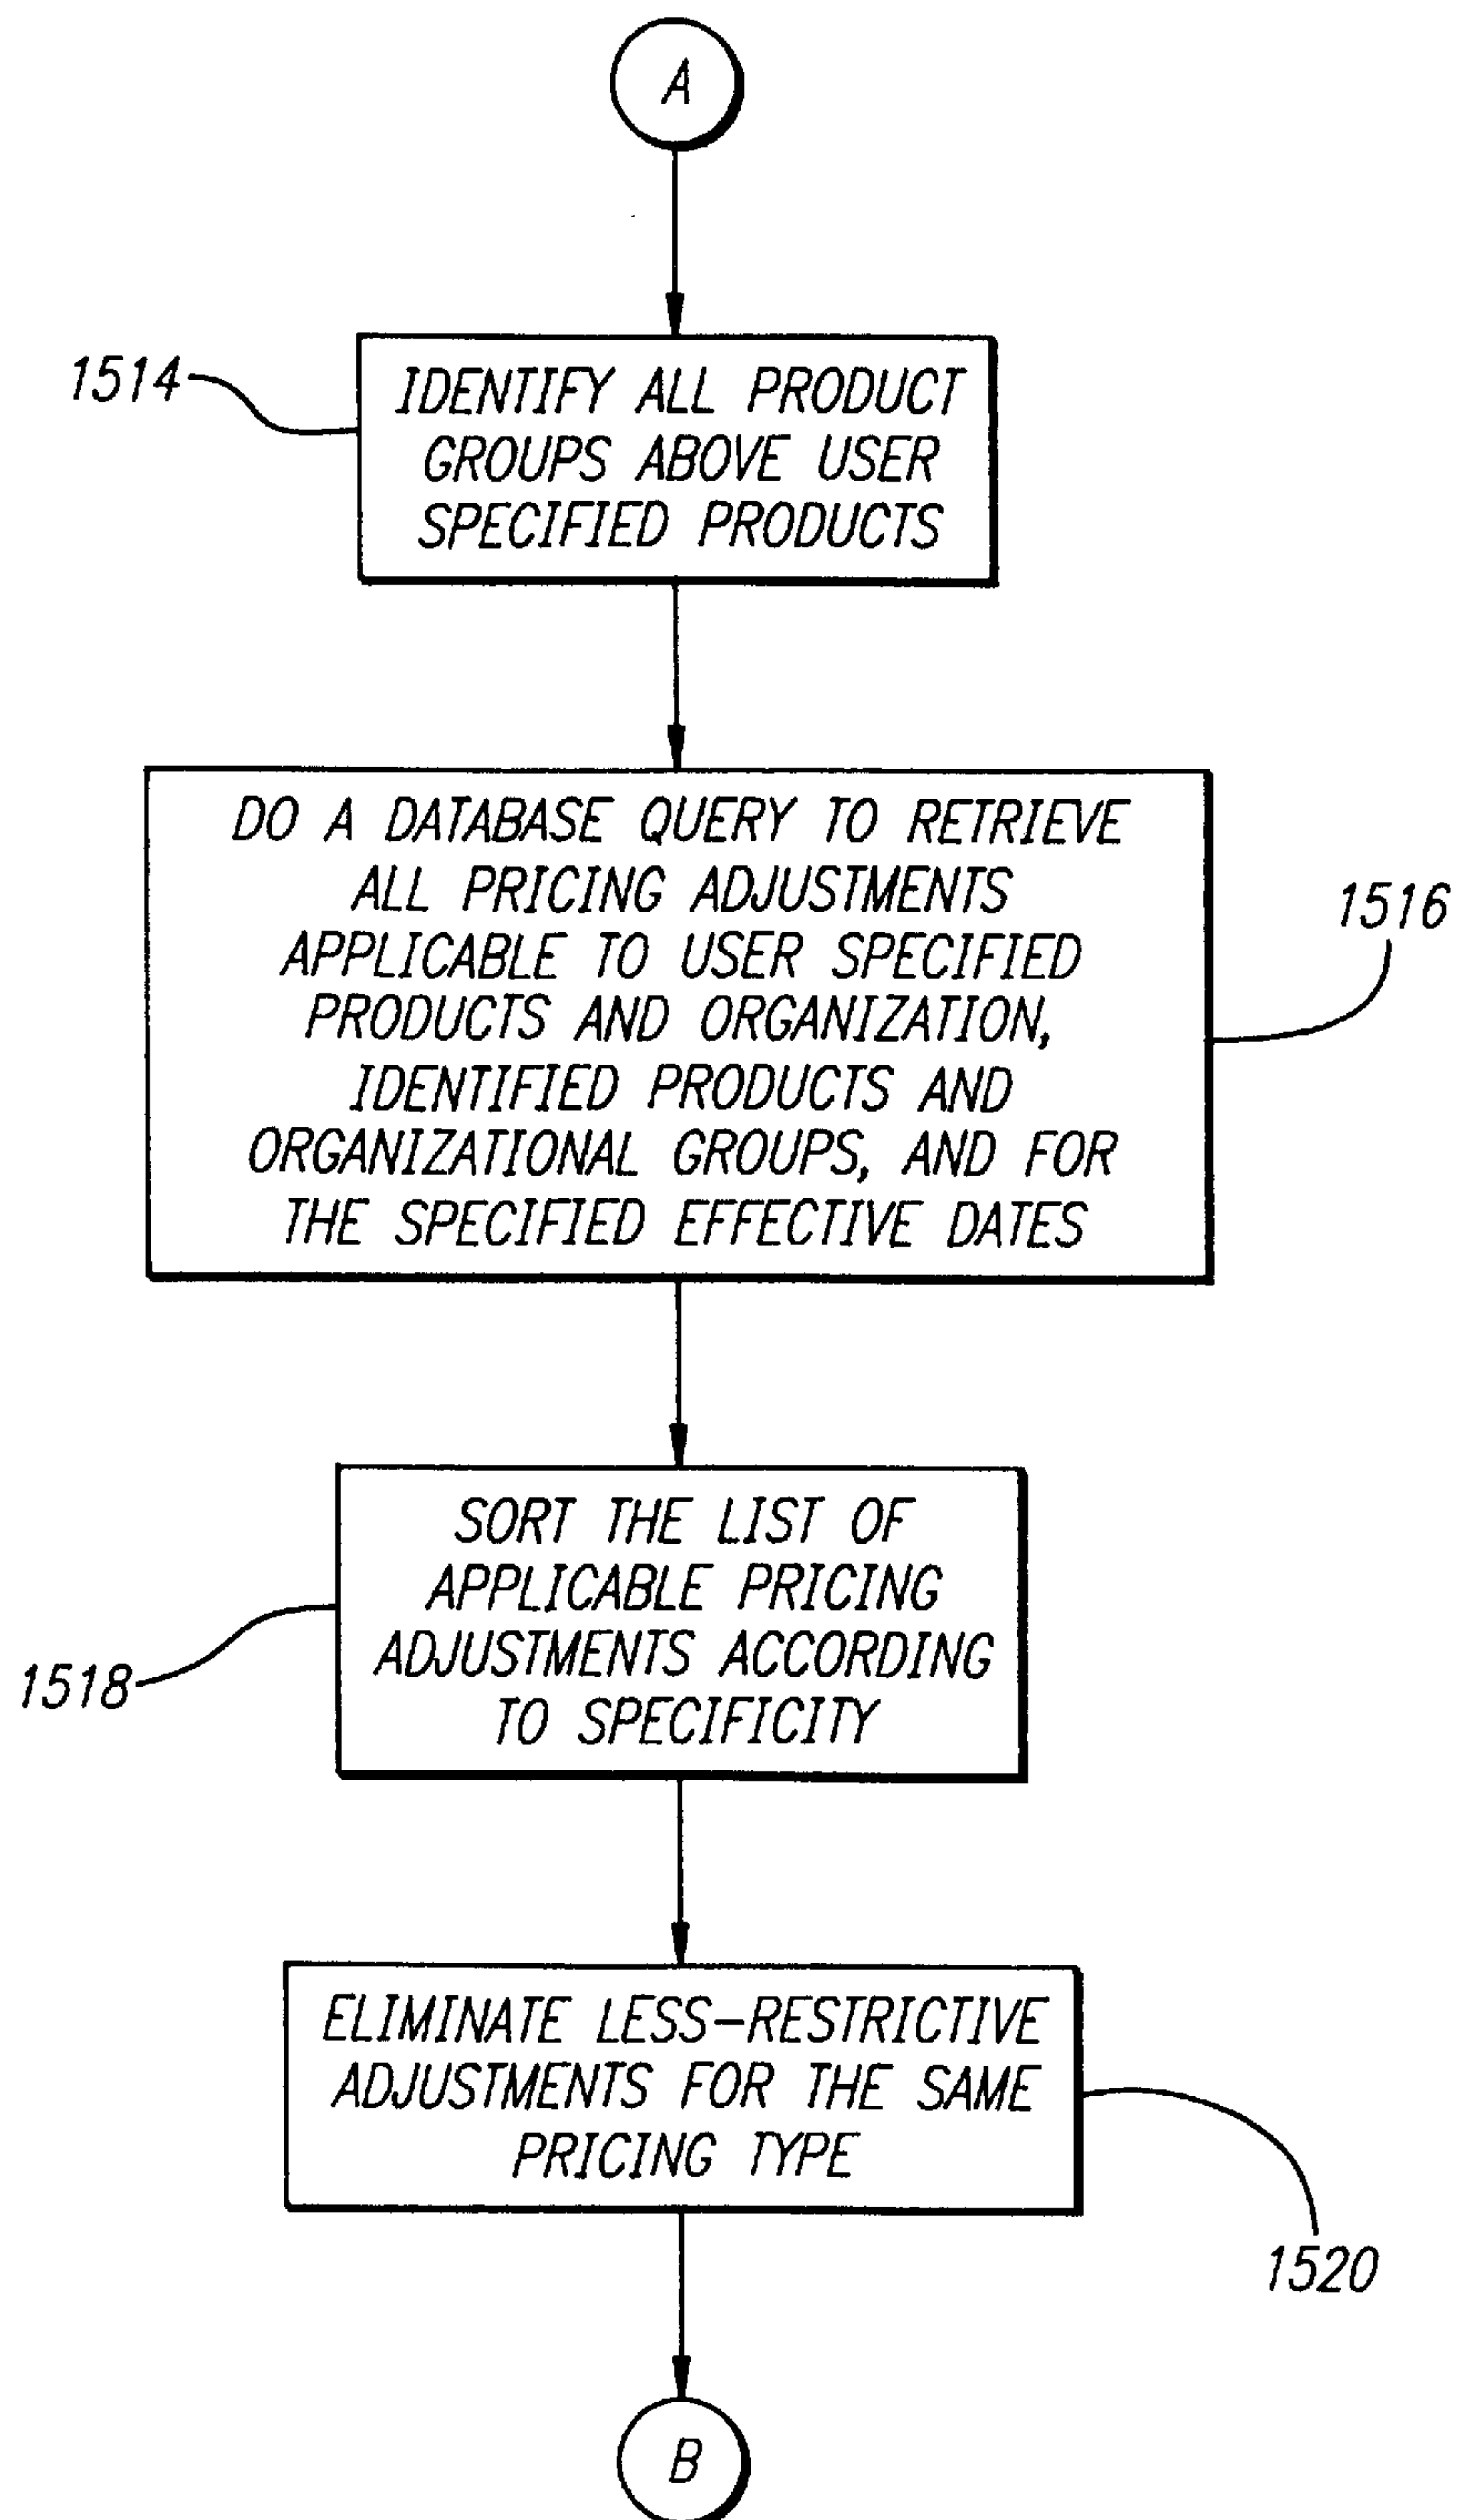 A
1514
IDENTIFY ALL PRODUCT
GROUPS ABOVE USER
SPECIFIED PRODUCTS
DO A DATABASE QUERY TO RETRIEVE
ALL PRICING ADJUSTMENTS
APPLICABLE TO USER SPECIFIED
PRODUCTS AND ORGANIZATION,
IDENTIFIED PRODUCTS AND
ORGANIZATIONAL GROUPS, AND FOR
THE SPECIFIED EFFECTIVE DATES
1516
SORT THE LIST OF
APPLICABLE PRICING
ADJUSTMENTS ACCORDING
TO SPECIFICITY
1518
ELIMINATE LESS-RESTRICTIVE
ADJUSTMENTS FOR THE SAME
PRICING TYPE
1520
B